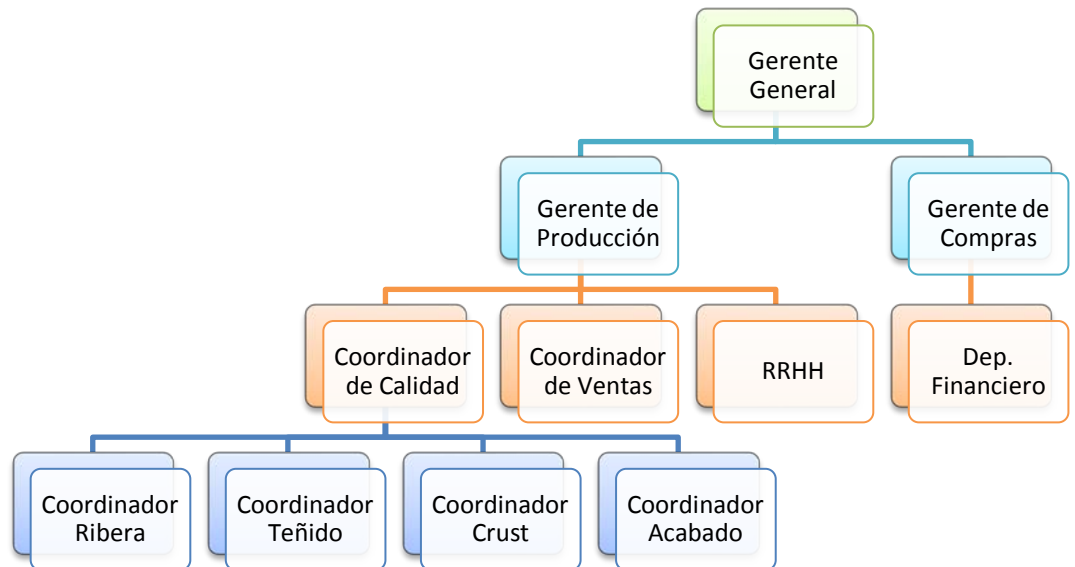 Gerente
General
Gerente de
Producción
Gerente de
Compras
Coordinador
de Calidad
Coordinador
de Ventas
RRHH
Dep.
Financiero
Coordinador
Ribera
Coordinador
Teñido
Coordinador
Crust
Coordinador
Acabado